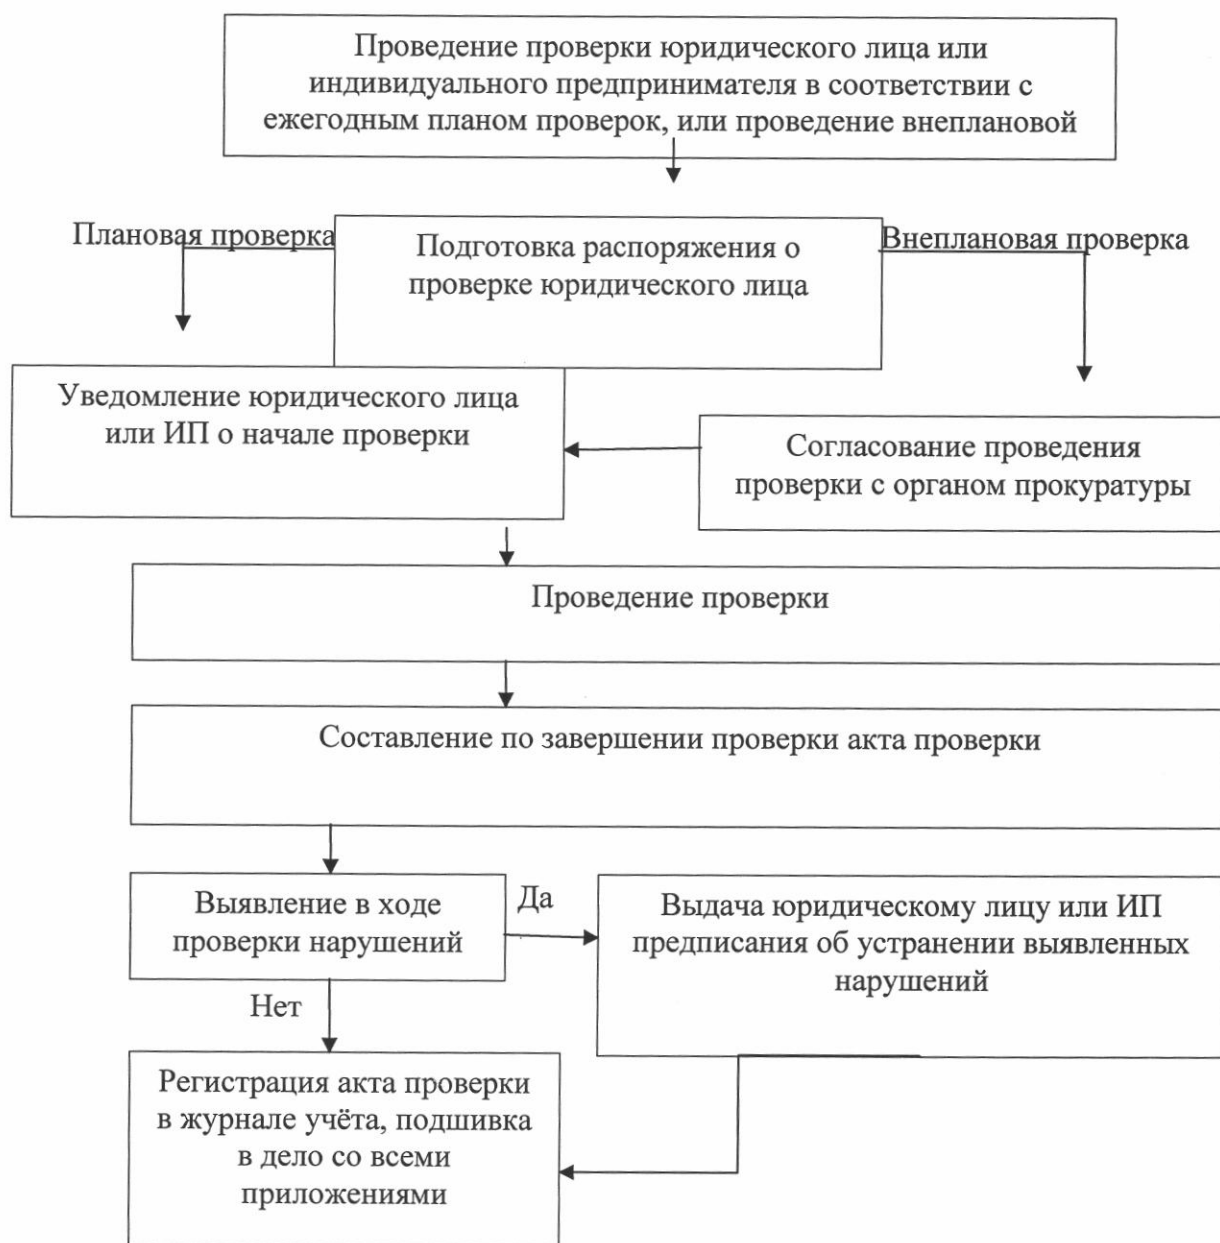 Проведение проверки юридического лица или
индивидуального предпринимателя в соответствии с
ежегодным планом проверок, или проведение внеплановой
Плановая проверка
Подготовка распоряжения о
проверке юридического лица
Внеплановая проверка
Уведомление юридического лица
или ИП о начале проверки
Согласование проведения
проверки с органом прокуратуры
Проведение проверки
Составление по завершении проверки акта проверки
Выявление в ходе
проверки нарушений
Да
Выдача юридическому лицу или ИП
предписания об устранении выявленных
нарушений
Нет
Регистрация акта проверки
в журнале учёта, подшивка
в дело со всеми
приложениями